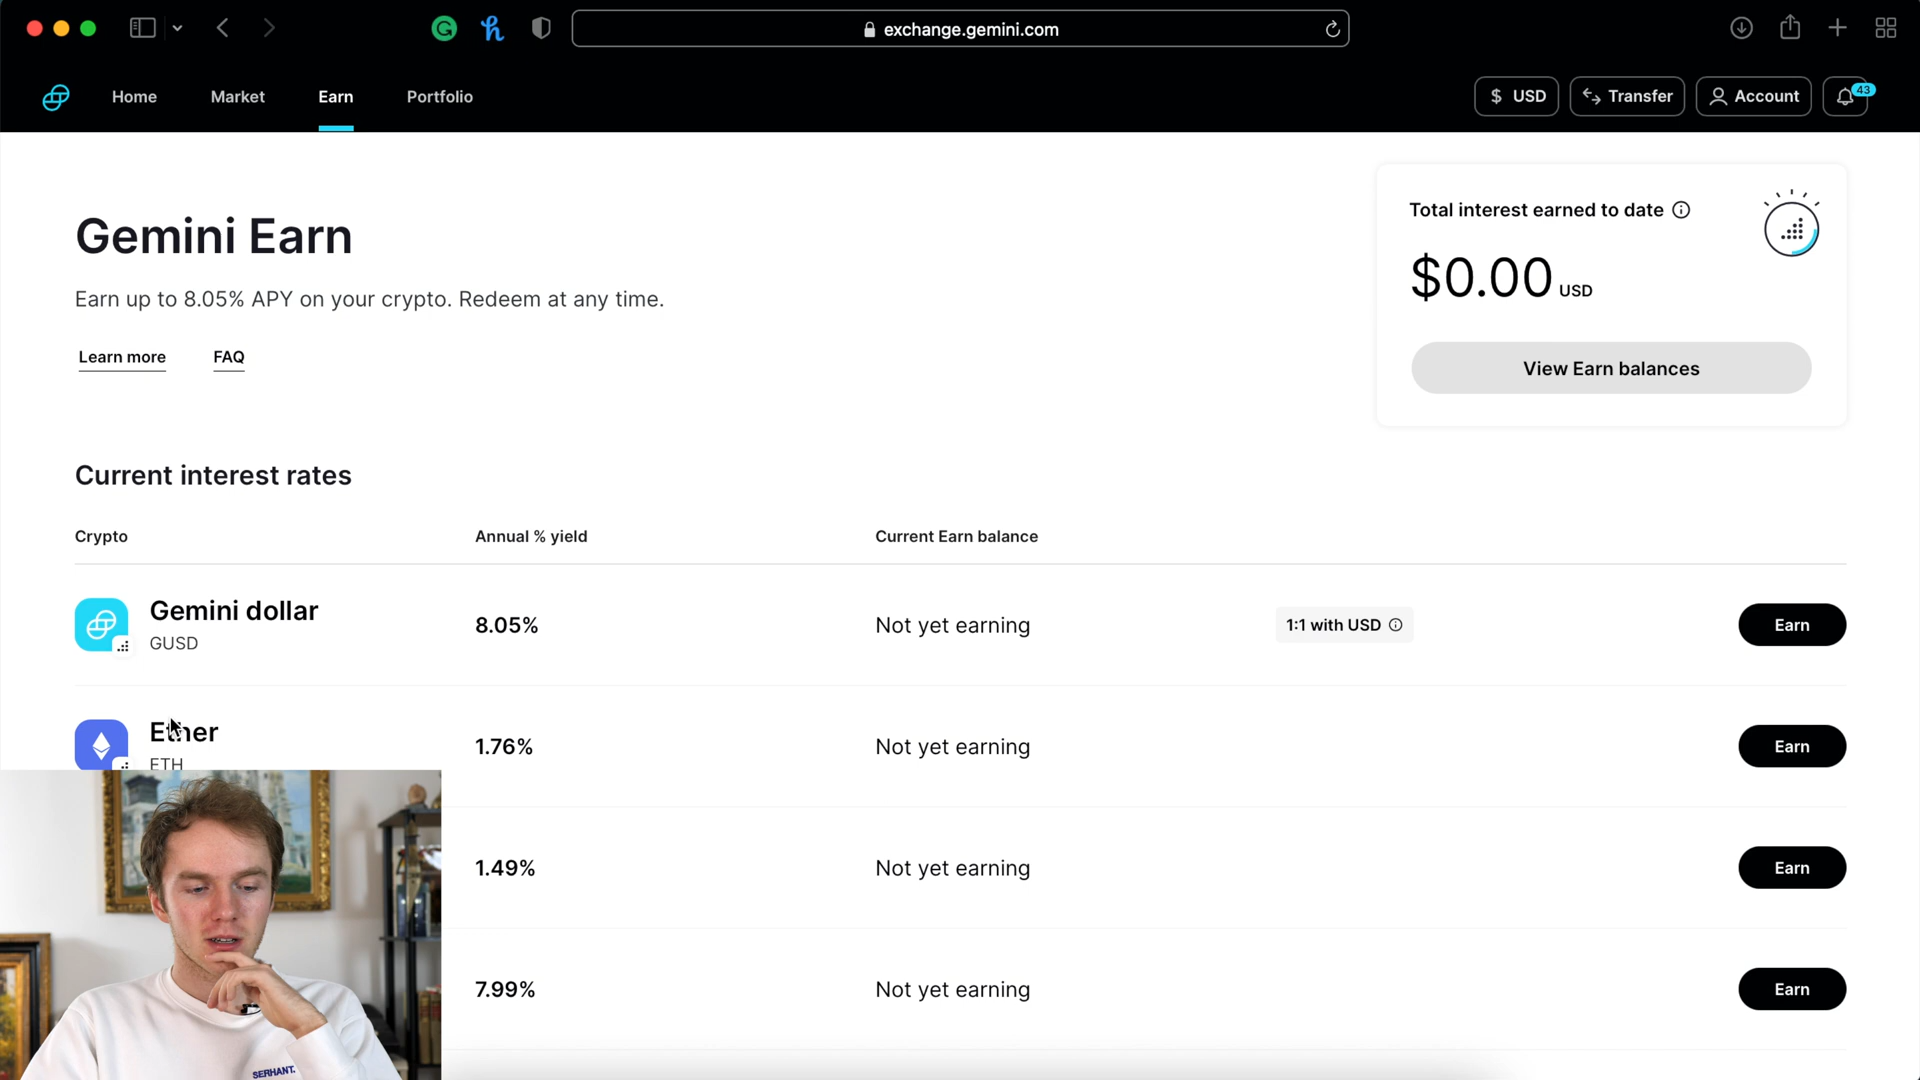 exchange.gemini.com
Home Market Earn Portfolio $ USD Transfer Account 43
Gemini Earn
Earn up to 8.05% APY on your crypto. Redeem at any time.
Learn more FAQ
Total interest earned to date
$0.00 USD
View Earn balances
Current interest rates
Crypto Annual % yield Current Earn balance
Gemini dollar
GUSD
8.05% Not yet earning 1:1 with USD Earn
Ether
ETH
1.76% Not yet earning Earn
1.49% Not yet earning Earn
7.99% Not yet earning Earn
SERHANT.